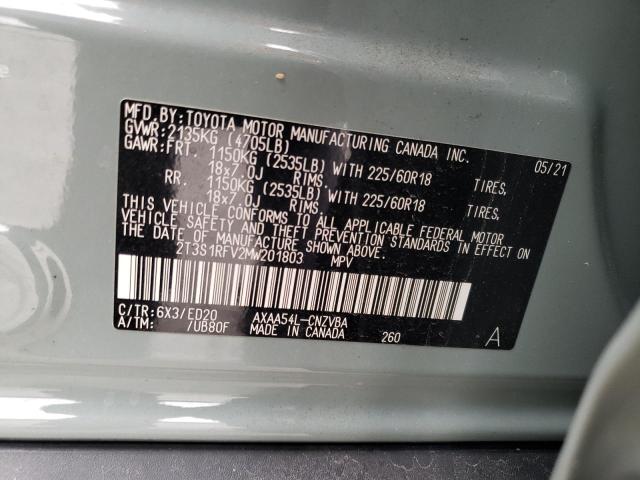 MFD.BY:TOYOTA MOTOR MANUFACTURING CANADA INC.
GVWR:2135KG (4705LB) 05/21
GAWR:FRT. 1150KG (2535LB) WITH 225/60R18 TIRES,
18x7.0J RIMS.
RR. 1150KG (2535LB) WITH 225/60R18 TIRES,
18x7.0J RIMS.
THIS VEHICLE CONFORMS TO ALL APPLICABLE FEDERAL MOTOR
VEHICLE SAFETY AND THEFT PREVENTION STANDARDS IN EFFECT ON
THE DATE OF MANUFACTURE SHOWN ABOVE.
2T3S1RFV2MW201803 MPV
C/TR:6X3/ED20 AXAA54L-CNZVBA
A/TM: /UB80F MADE IN CANADA 260 A